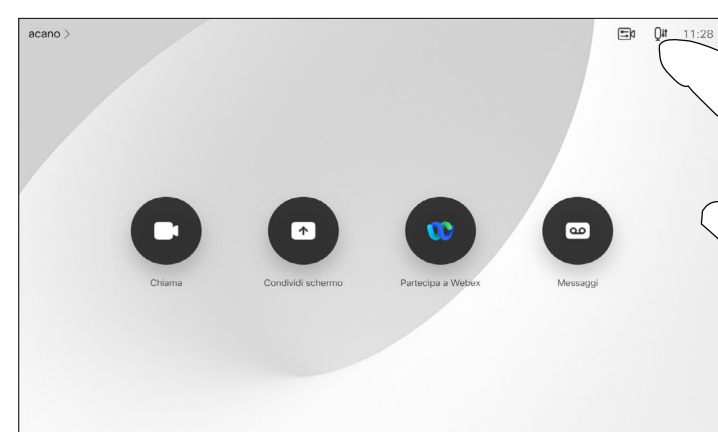 acano >
11:28
Chiama
Condividi schermo
Partecipa a Webex
Messaggi